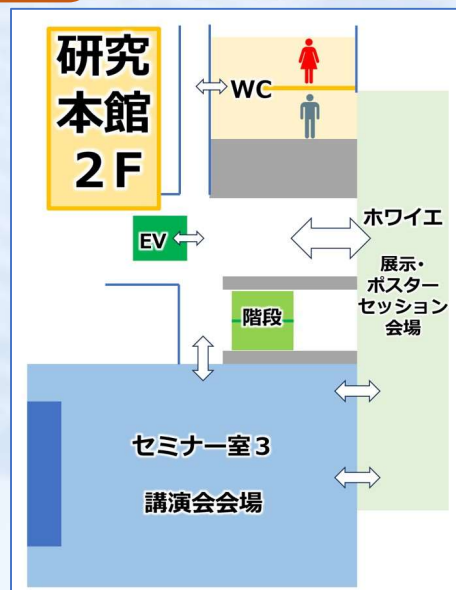 研究
本館
２F
WC
EV
ホワイエ
展示・
ポスター
セッション
会場
階段
セミナー室３
講演会会場